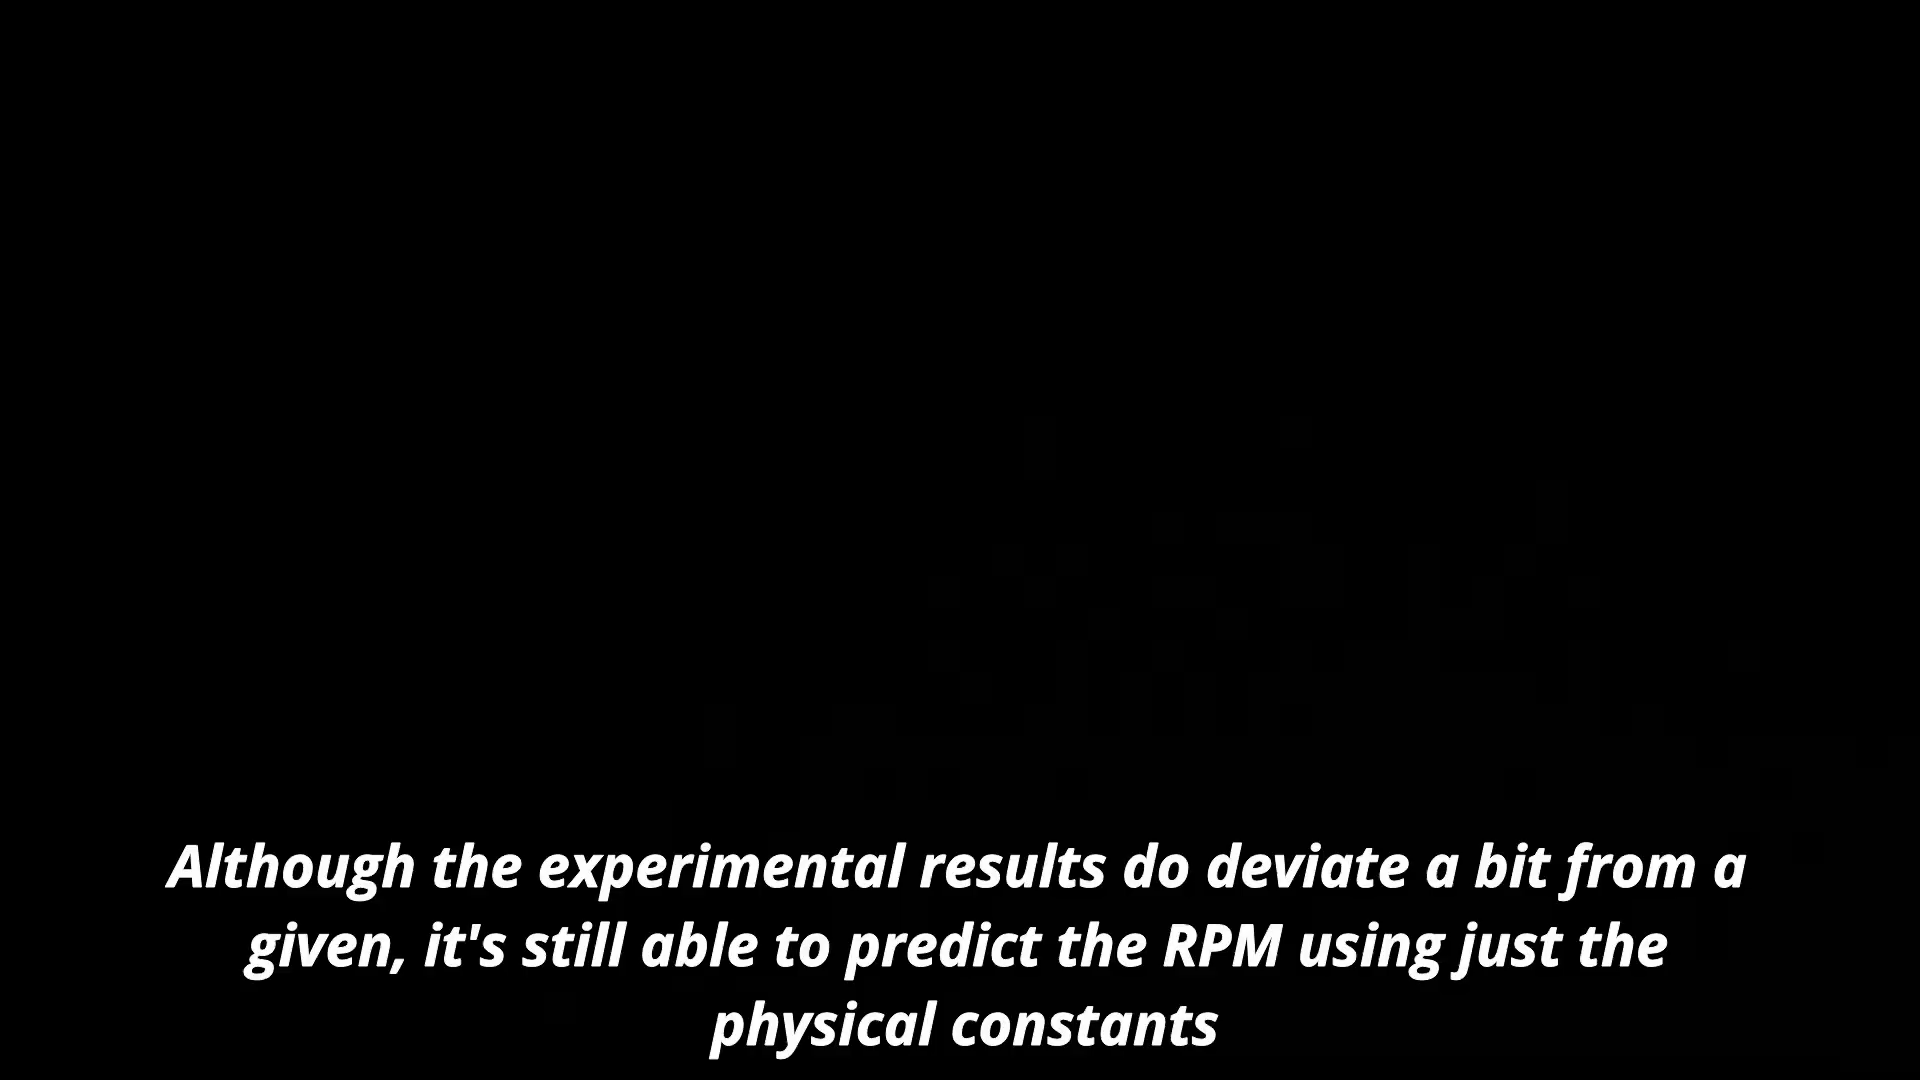 Although the experimental results do deviate a bit from a
given, it's still able to predict the RPM using just the
physical constants